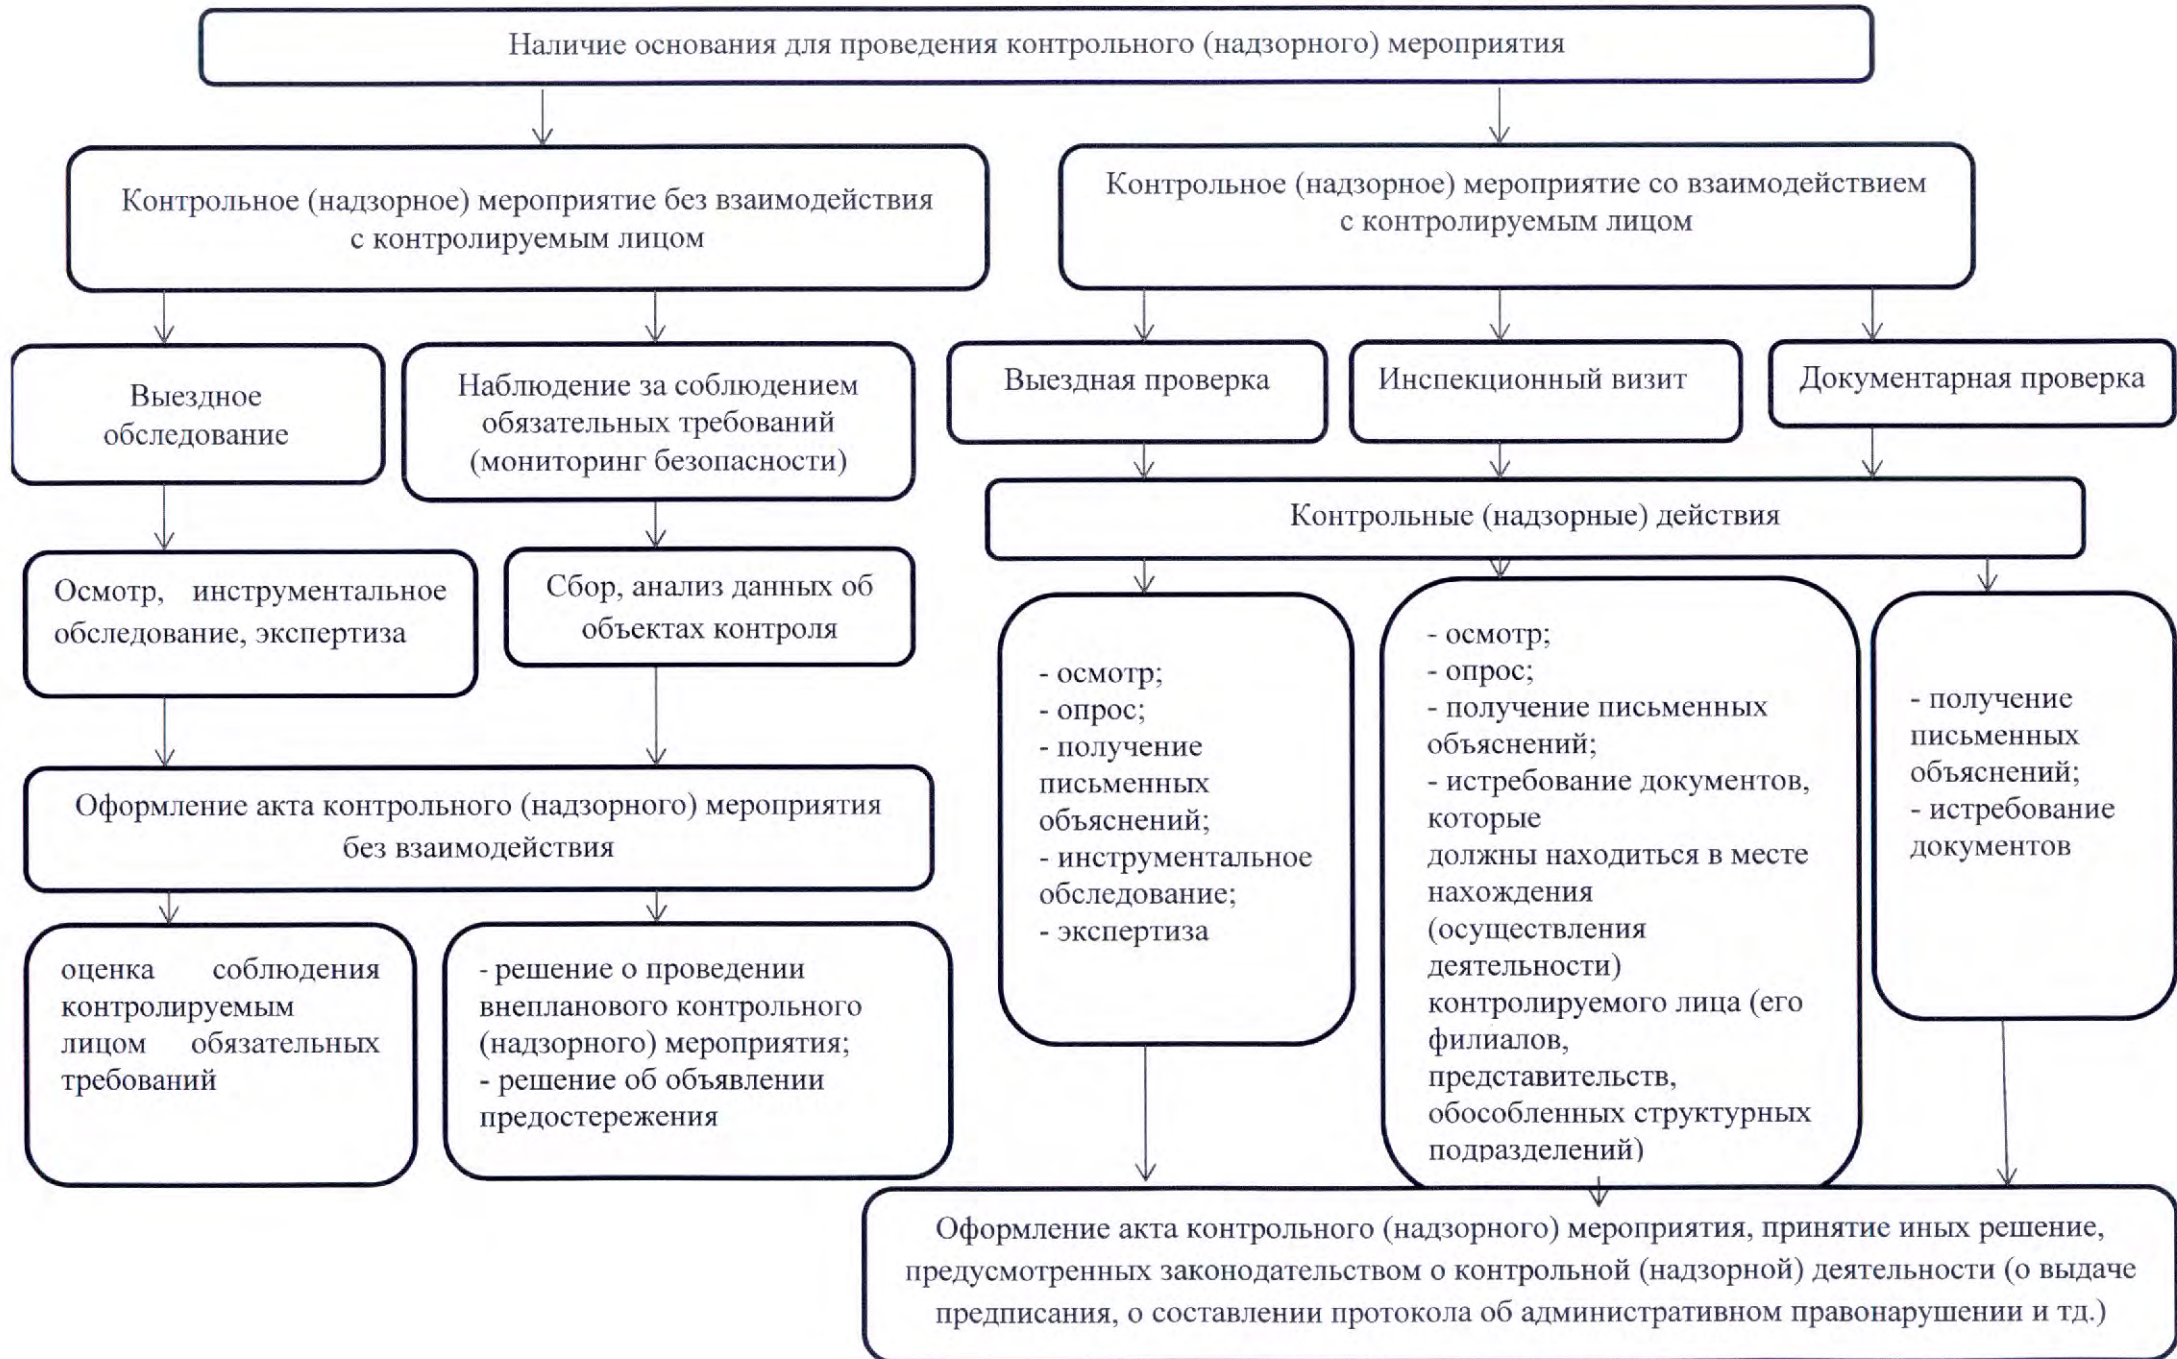 Наличие основания для проведения контрольного (надзорного) мероприятия
Контрольное (надзорное) мероприятие без взаимодействия
с контролируемым лицом
Контрольное (надзорное) мероприятие со взаимодействием
с контролируемым лицом
Выездное
обследование
Наблюдение за соблюдением
обязательных требований
(мониторинг безопасности)
Выездная проверка
Инспекционный визит
Документарная проверка
Контрольные (надзорные) действия
Осмотр, инструментальное
обследование, экспертиза
Сбор, анализ данных об
объектах контроля
Оформление акта контрольного (надзорного) мероприятия
без взаимодействия
оценка соблюдения
контролируемым
лицом обязательных
требований
- решение о проведении
внепланового контрольного
(надзорного) мероприятия;
- решение об объявлении
предостережения
- осмотр;
- опрос;
- получение
письменных
объяснений;
- инструментальное
обследование;
- экспертиза
- осмотр;
- опрос;
- получение письменных
объяснений;
- истребование документов,
которые
должны находиться в месте
нахождения
(осуществления
деятельности)
контролируемого лица (его
филиалов,
представительств,
обособленных структурных
подразделений)
- получение
письменных
объяснений;
- истребование
документов
Оформление акта контрольного (надзорного) мероприятия, принятие иных решение,
предусмотренных законодательством о контрольной (надзорной) деятельности (о выдаче
предписания, о составлении протокола об административном правонарушении и тд.)